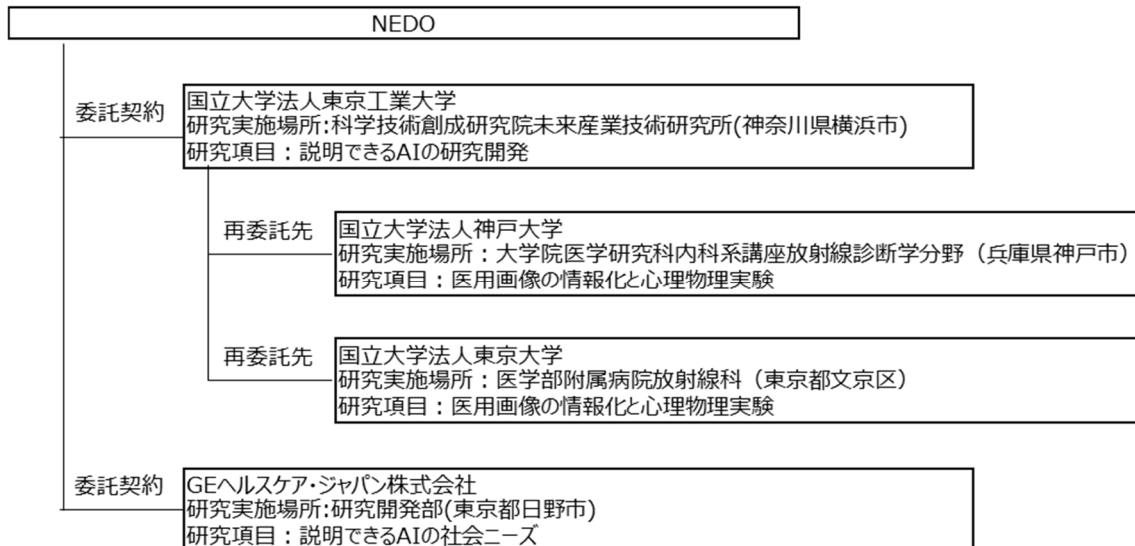 NEDO
委託契約
国立大学法人東京工業大学
研究実施場所:科学技術創成研究院未来産業技術研究所(神奈川県横浜市)
研究項目：説明できるAIの研究開発
再委託先
国立大学法人神戸大学
研究実施場所：大学院医学研究科内科系講座放射線診断学分野（兵庫県神戸市）
研究項目：医用画像の情報化と心理物理実験
再委託先
国立大学法人東京大学
研究実施場所：医学部附属病院放射線科（東京都文京区）
研究項目：医用画像の情報化と心理物理実験
委託契約
GEヘルスケア・ジャパン株式会社
研究実施場所:研究開発部(東京都日野市)
研究項目：説明できるAIの社会ニーズ